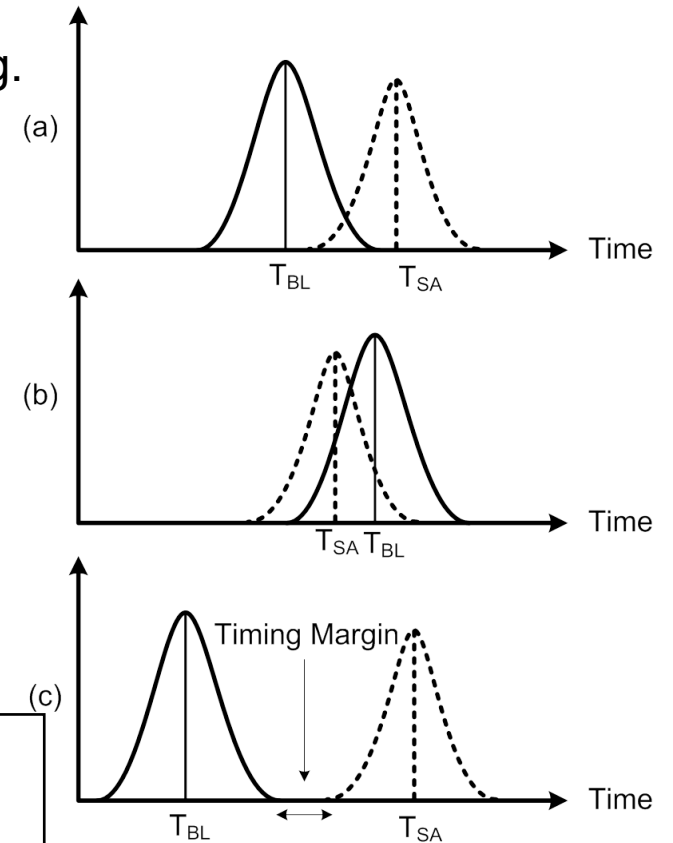 g.
(a)
Time
T_BL T_SA
(b)
Time
T_SA T_BL
Timing Margin
(c)
Time
T_BL T_SA